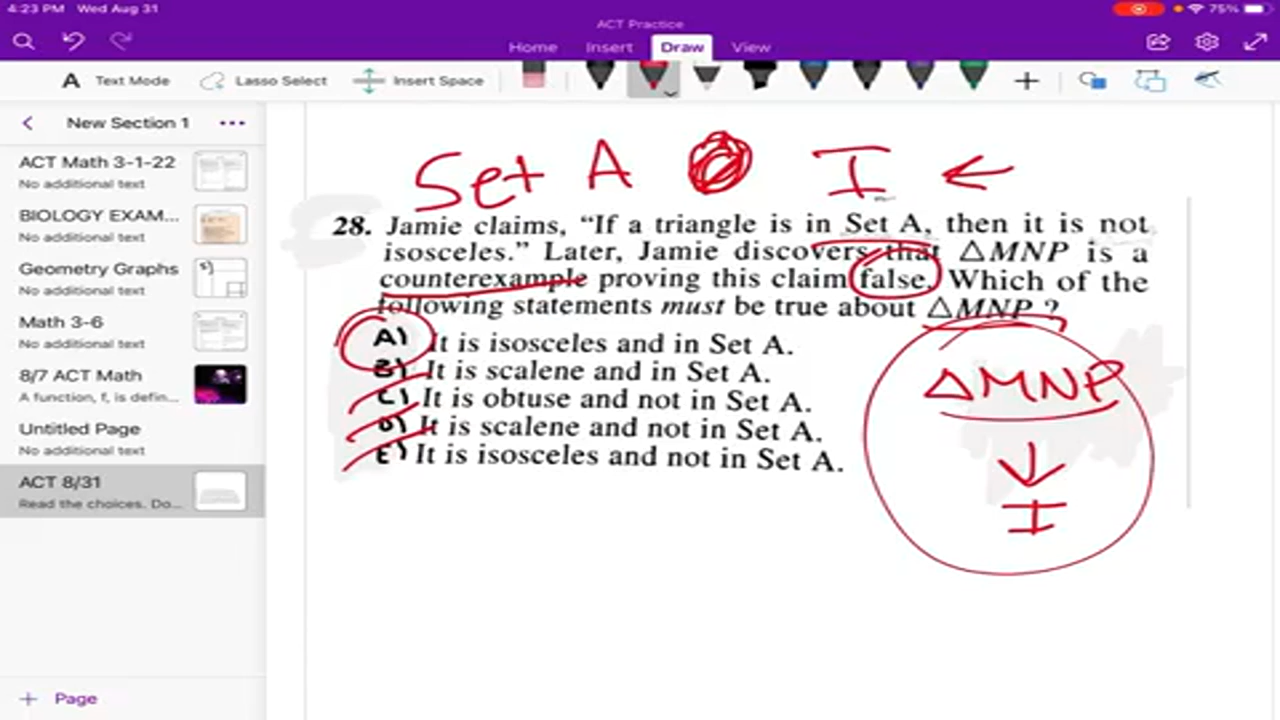 4:23 PM Wed Aug 31
75%
ACT Practice
Home Insert Draw View
A Text Mode Lasso Select Insert Space
New Section 1
ACT Math 3-1-22
No additional text
BIOLOGY EXAM...
No additional text
Geometry Graphs
No additional text
Math 3-6
No additional text
8/7 ACT Math
A function, f, is defin...
Untitled Page
No additional text
ACT 8/31
Read the choices. Do...
+ Page
Set A I ←
28. Jamie claims, “If a triangle is in Set A, then it is not
isosceles.” Later, Jamie discovers that △MNP is a
counterexample proving this claim false. Which of the
following statements must be true about △MNP ?
A) It is isosceles and in Set A.
B) It is scalene and in Set A.
C) It is obtuse and not in Set A.
D) It is scalene and not in Set A.
E) It is isosceles and not in Set A.
△MNP
↓
I